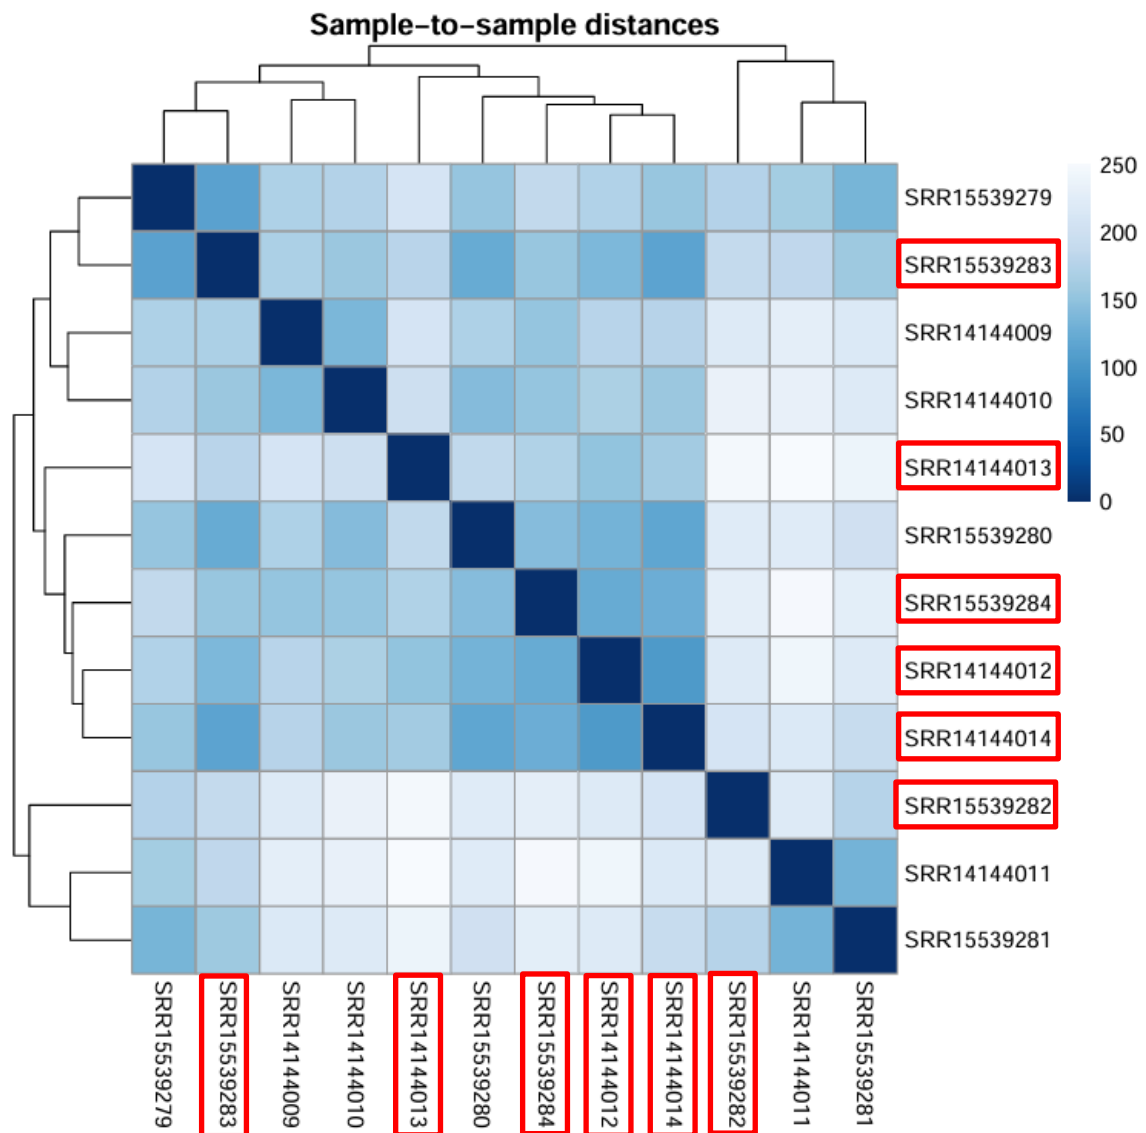 Sample-to-sample distances
250
200
150
100
50
0
SRR15539279
SRR15539283
SRR14144009
SRR14144010
SRR14144013
SRR15539280
SRR15539284
SRR14144012
SRR14144014
SRR15539282
SRR14144011
SRR15539281
SRR15539279
SRR15539283
SRR14144009
SRR14144010
SRR14144013
SRR15539280
SRR15539284
SRR14144012
SRR14144014
SRR15539282
SRR14144011
SRR15539281